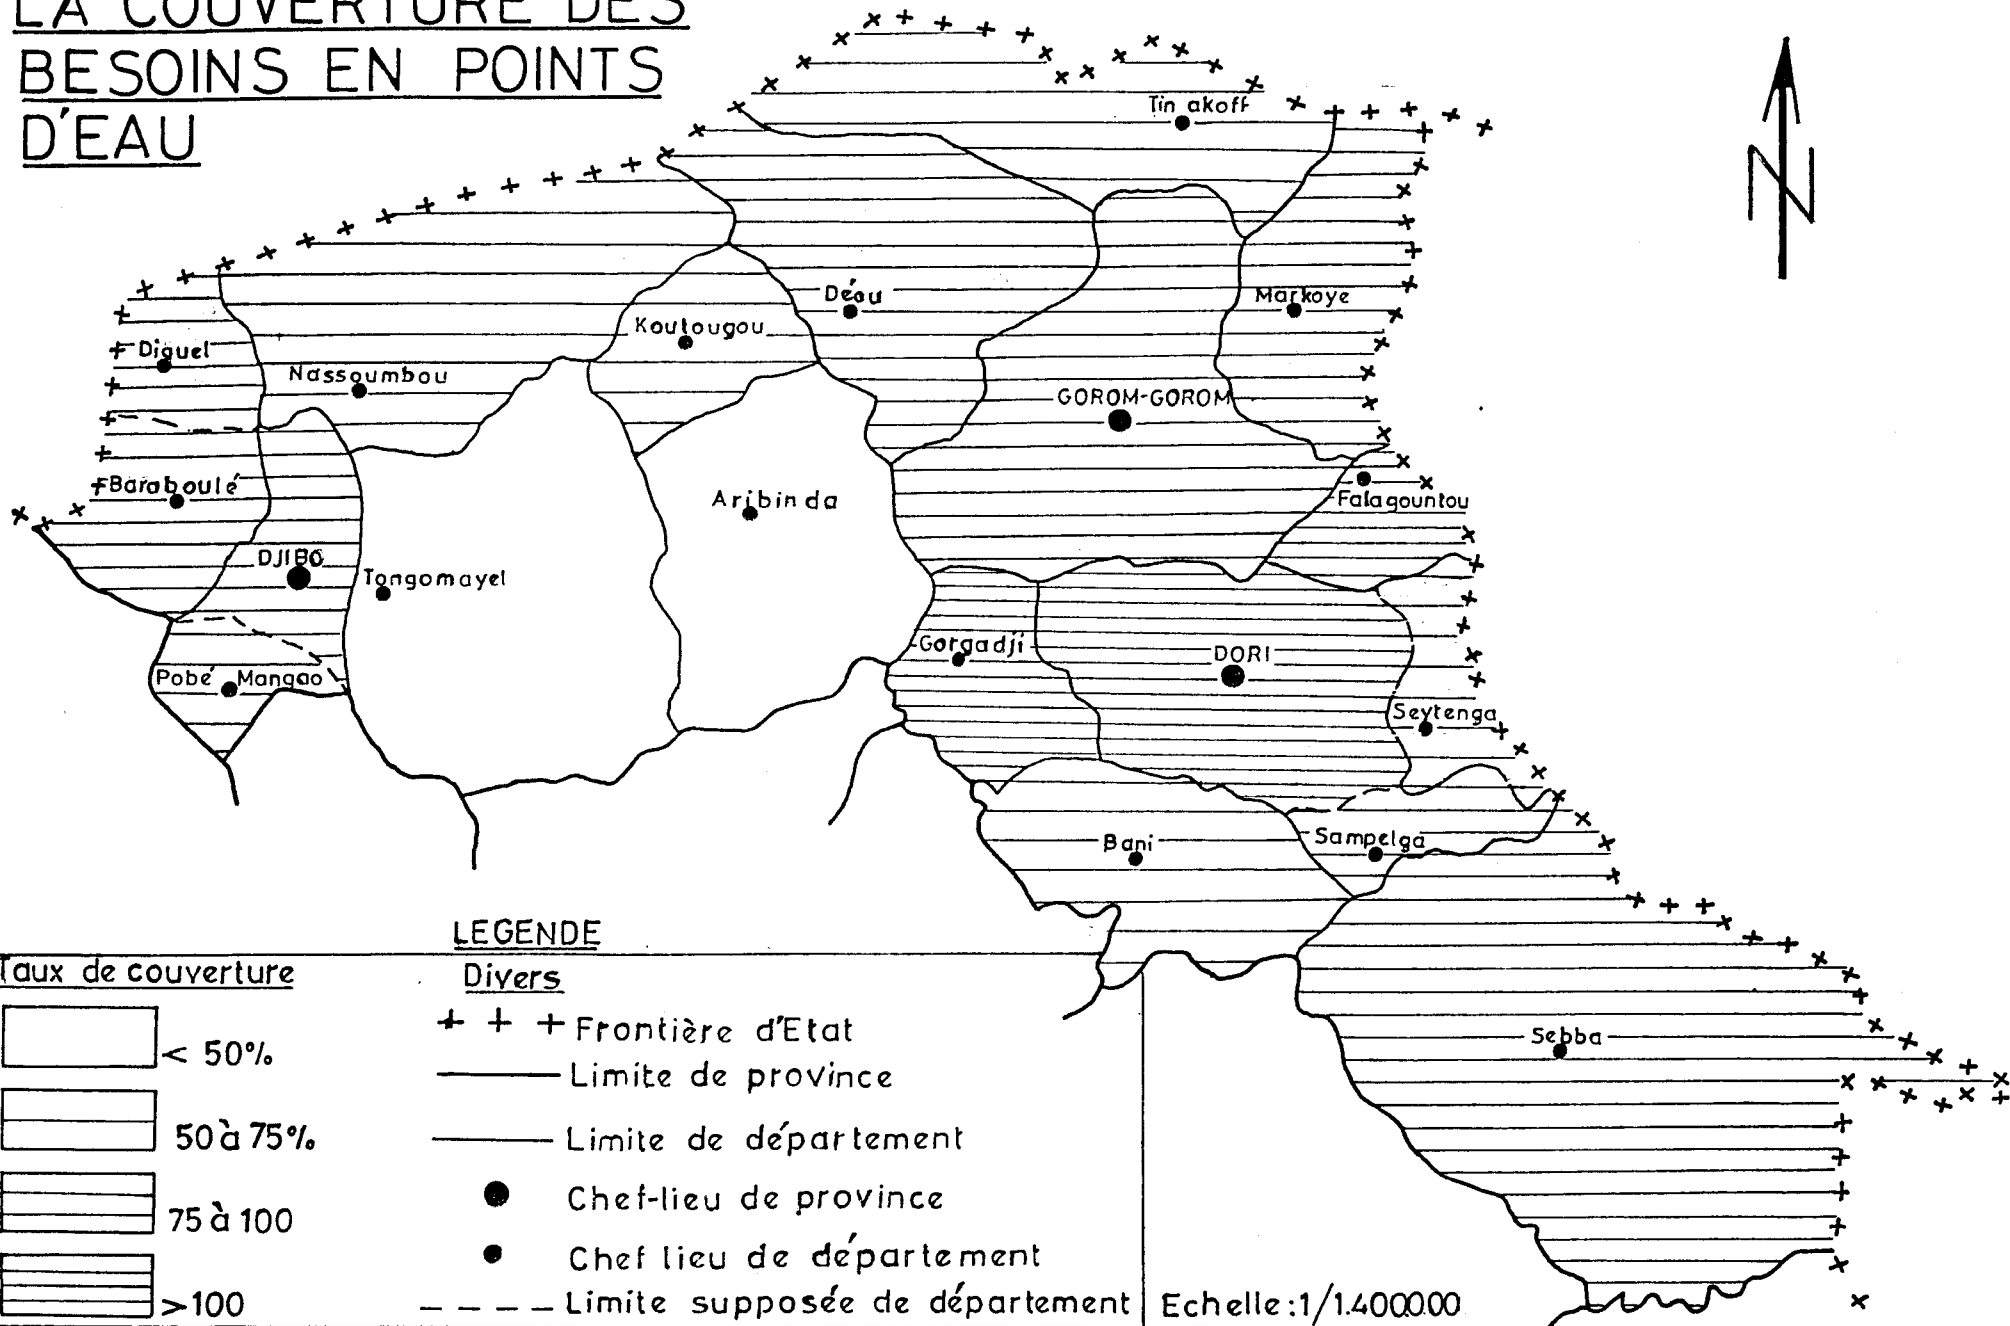 LA COUVERTURE DES
BESOINS EN POINTS
D'EAU
N
Tin akoff
Déou
Markoye
Koutougou
Diguel
Nassoumbou
GOROM-GOROM
Baraboulé
Aribinda
Falagountou
DJIBO
Tongomayel
Gorgadji
DORI
Pobé Mangao
Seytenga
Bani
Sampelga
Sebba
LEGENDE
Taux de couverture
< 50%
50 à 75%
75 à 100
>100
Divers
Frontière d'Etat
Limite de province
Limite de département
Chef-lieu de province
Chef lieu de département
Limite supposée de département
Echelle:1/1.400.000